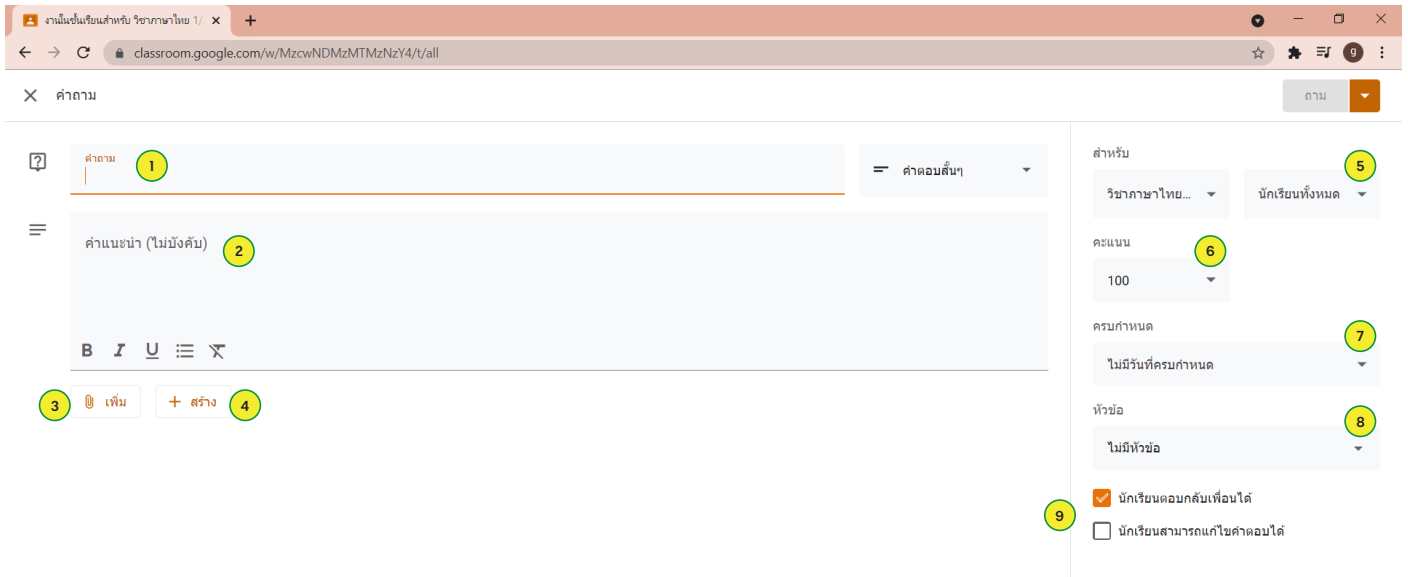 งานในชั้นเรียนสำหรับ วิชาภาษาไทย 1/
classroom.google.com/w/MzcwNDMzMTMzNzY4/t/all
g
คำถาม
ถาม
คำถาม
1
คำตอบสั้นๆ
คำแนะนำ (ไม่บังคับ)
2
B I U
3
เพิ่ม
สร้าง
4
สำหรับ
5
วิชาภาษาไทย...
นักเรียนทั้งหมด
คะแนน
6
100
ครบกำหนด
7
ไม่มีวันที่ครบกำหนด
หัวข้อ
8
ไม่มีหัวข้อ
9
นักเรียนตอบกลับเพื่อนได้
นักเรียนสามารถแก้ไขคำตอบได้